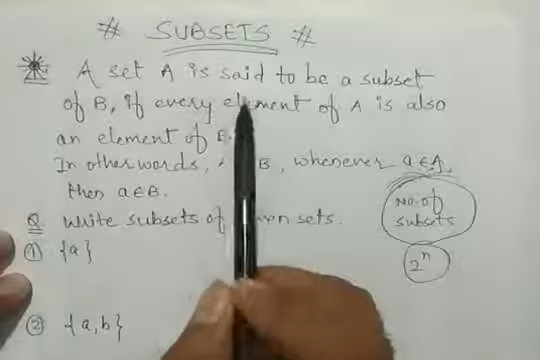 # SUBSETS #
A set A is said to be a subset
of B, if every element of A is also
an element of B.
In other words, B, whenever a∈A,
then a∈B.
No. of
subsets
2ⁿ
Q. Write subsets of given sets.
① {a}
② {a,b}